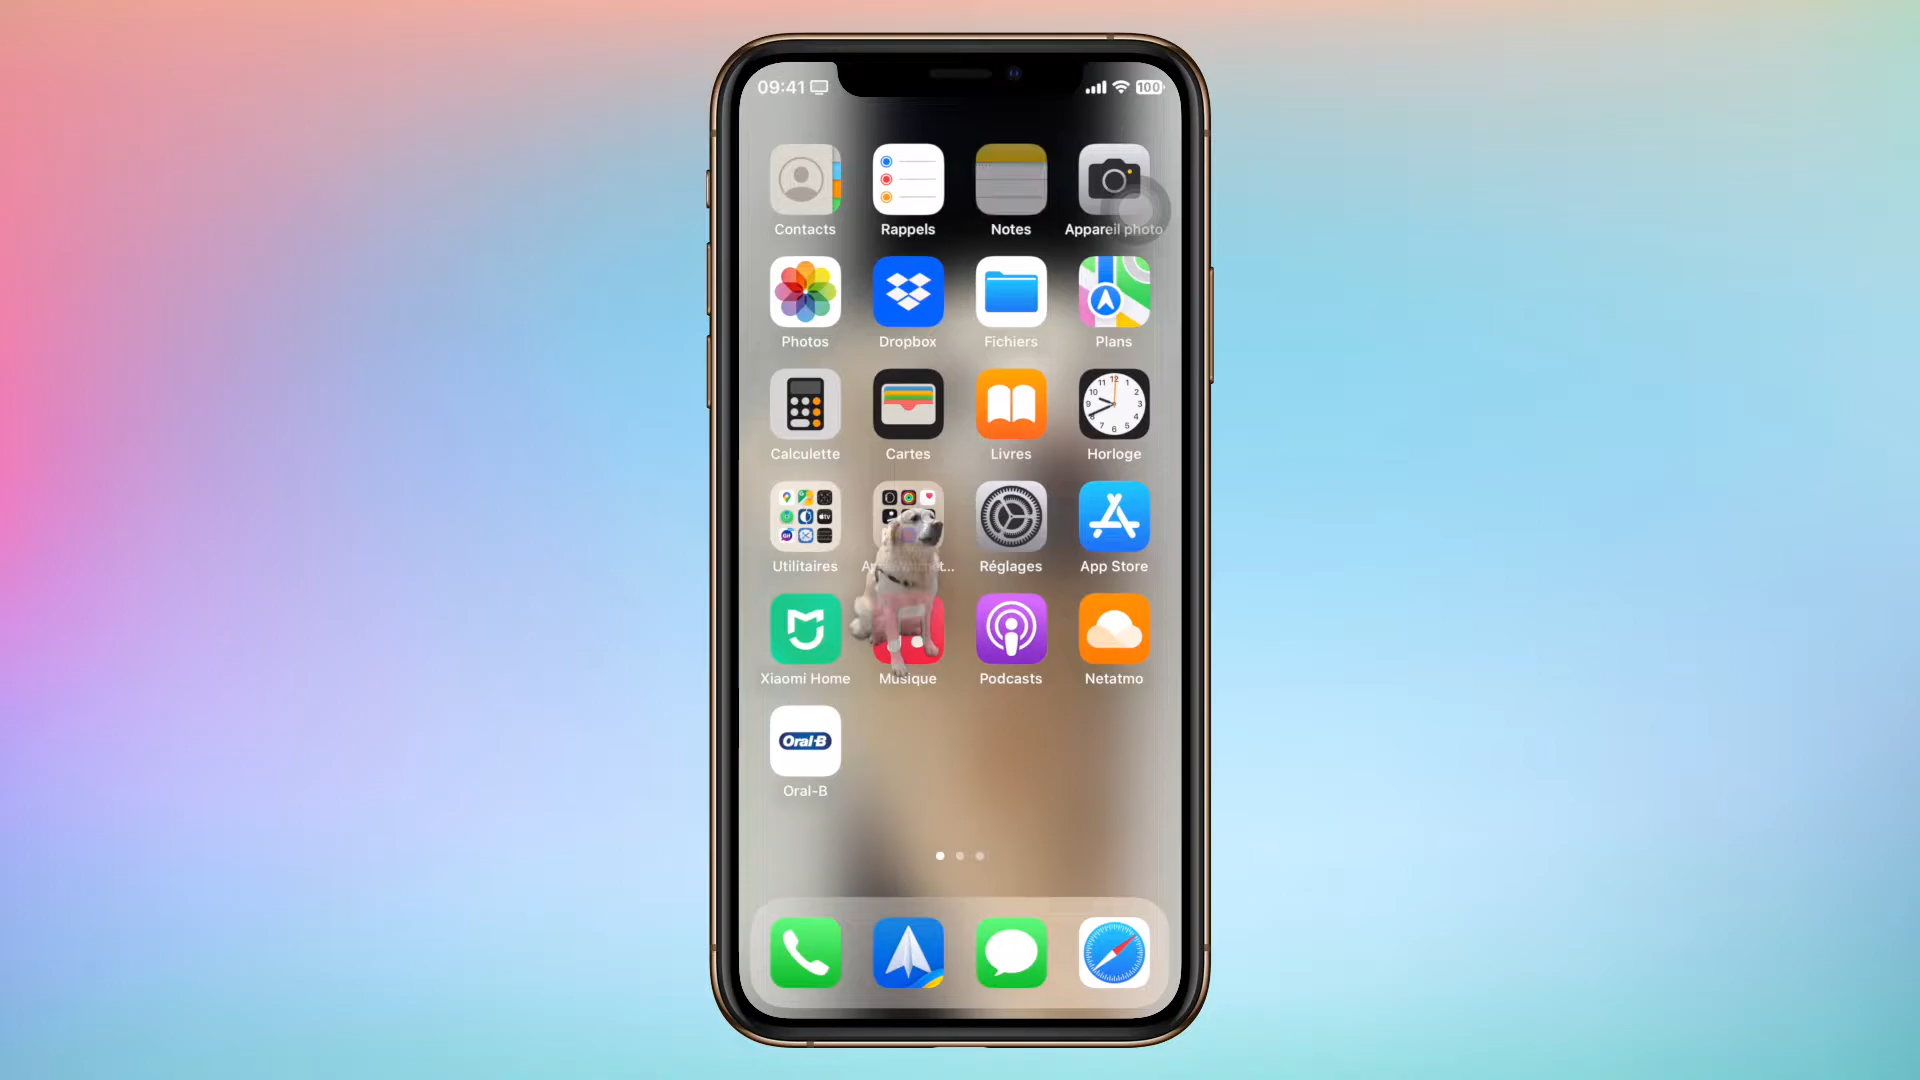 09:41 100
Contacts Rappels Notes Appareil photo
Photos Dropbox Fichiers Plans
Calculette Cartes Livres Horloge
Utilitaires Réglages App Store
Xiaomi Home Musique Podcasts Netatmo
Oral-B
Oral-B